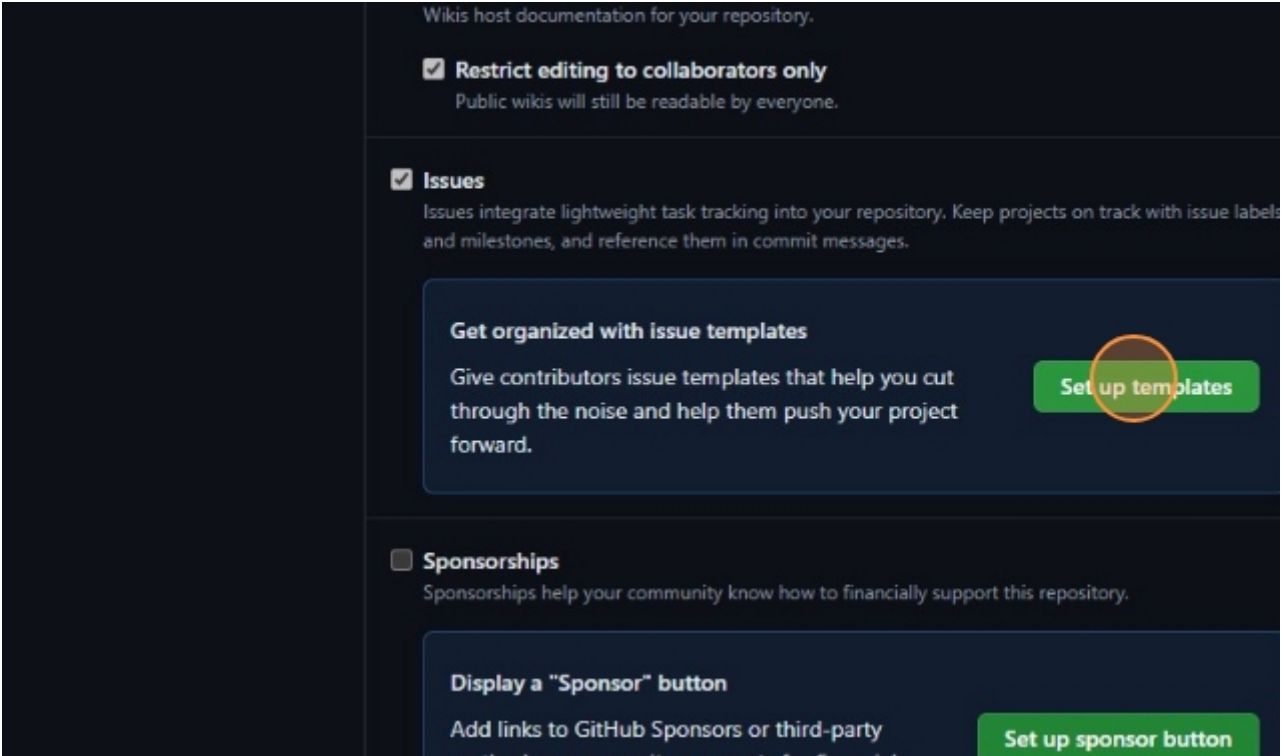 Wikis host documentation for your repository.
Restrict editing to collaborators only
Public wikis will still be readable by everyone.
Issues
Issues integrate lightweight task tracking into your repository. Keep projects on track with issue labels
and milestones, and reference them in commit messages.
Get organized with issue templates
Give contributors issue templates that help you cut
through the noise and help them push your project
forward.
Set up templates
Sponsorships
Sponsorships help your community know how to financially support this repository.
Display a "Sponsor" button
Add links to GitHub Sponsors or third-party
Set up sponsor button